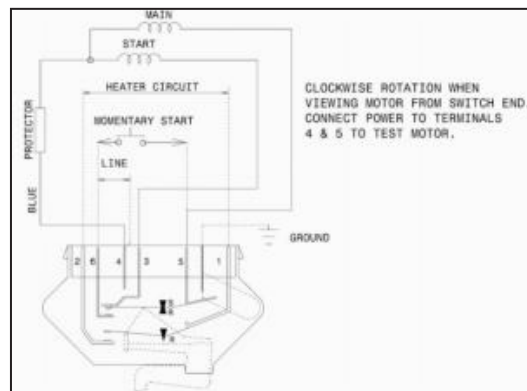 MAIN
START
HEATER CIRCUIT
CLOCKWISE ROTATION WHEN
VIEWING MOTOR FROM SWITCH END
CONNECT POWER TO TERMINALS
4 & 5 TO TEST MOTOR.
MOMENTARY START
PROTECTOR
LINE
BLUE
GROUND
2 6 4 3 5 1